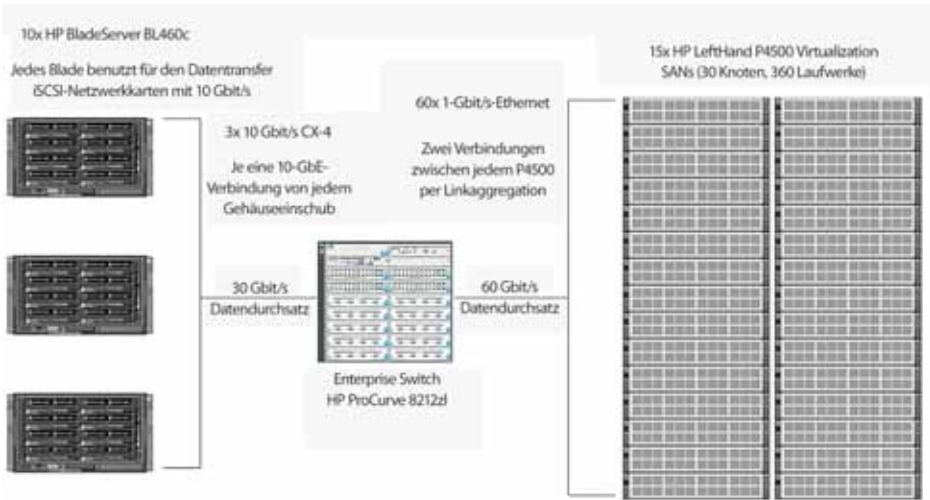 10x HP BladeServer BL460c
Jedes Blade benutzt für den Datentransfer
iSCSI-Netzwerkkarten mit 10 Gbit/s
3x 10 Gbit/s CX-4
Je eine 10-GbE-
Verbindung von jedem
Gehäuseeinschub
60x 1-Gbit/s-Ethernet
Zwei Verbindungen
zwischen jedem P4500
per Linkaggregation
15x HP LeftHand P4500 Virtualization
SANs (30 Knoten, 360 Laufwerke)
30 Gbit/s
Datendurchsatz
60 Gbit/s
Datendurchsatz
Enterprise Switch
HP ProCurve 8212zl